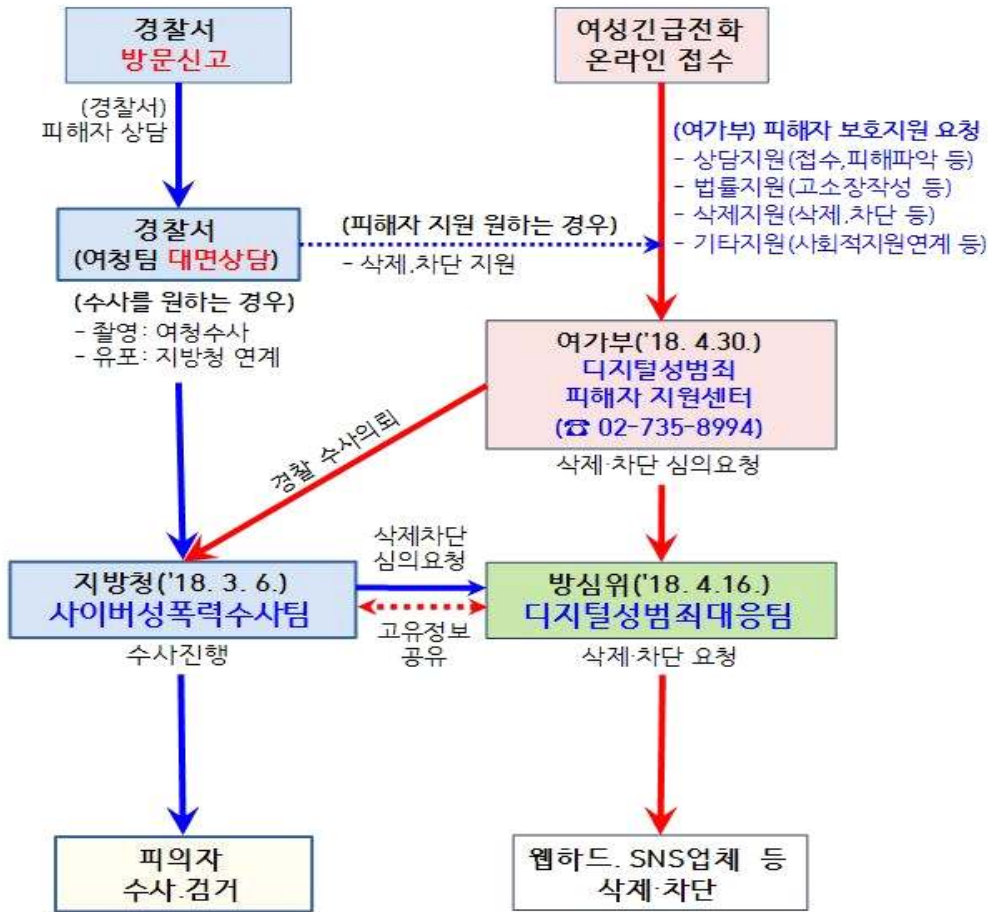 경찰서
방문신고
여성긴급전화
온라인 접수
(경찰서)
피해자 상담
(여가부) 피해자 보호지원 요청
- 상담지원(접수,피해파악 등)
- 법률지원(고소장작성 등)
- 삭제지원(삭제,차단 등)
- 기타지원(사회적지원연계 등)
경찰서
(여청팀 대면상담)
(피해자 지원 원하는 경우)
- 삭제,차단 지원
(수사를 원하는 경우)
- 촬영: 여청수사
- 유포: 지방청 연계
여가부('18. 4.30.)
디지털성범죄
피해자 지원센터
(☎ 02-735-8994)
삭제·차단 심의요청
경찰 수사의뢰
지방청('18. 3. 6.)
사이버성폭력수사팀
수사진행
삭제차단
심의요청
고유정보
공유
방심위('18. 4.16.)
디지털성범죄대응팀
삭제·차단 요청
피의자
수사.검거
웹하드. SNS업체 등
삭제·차단